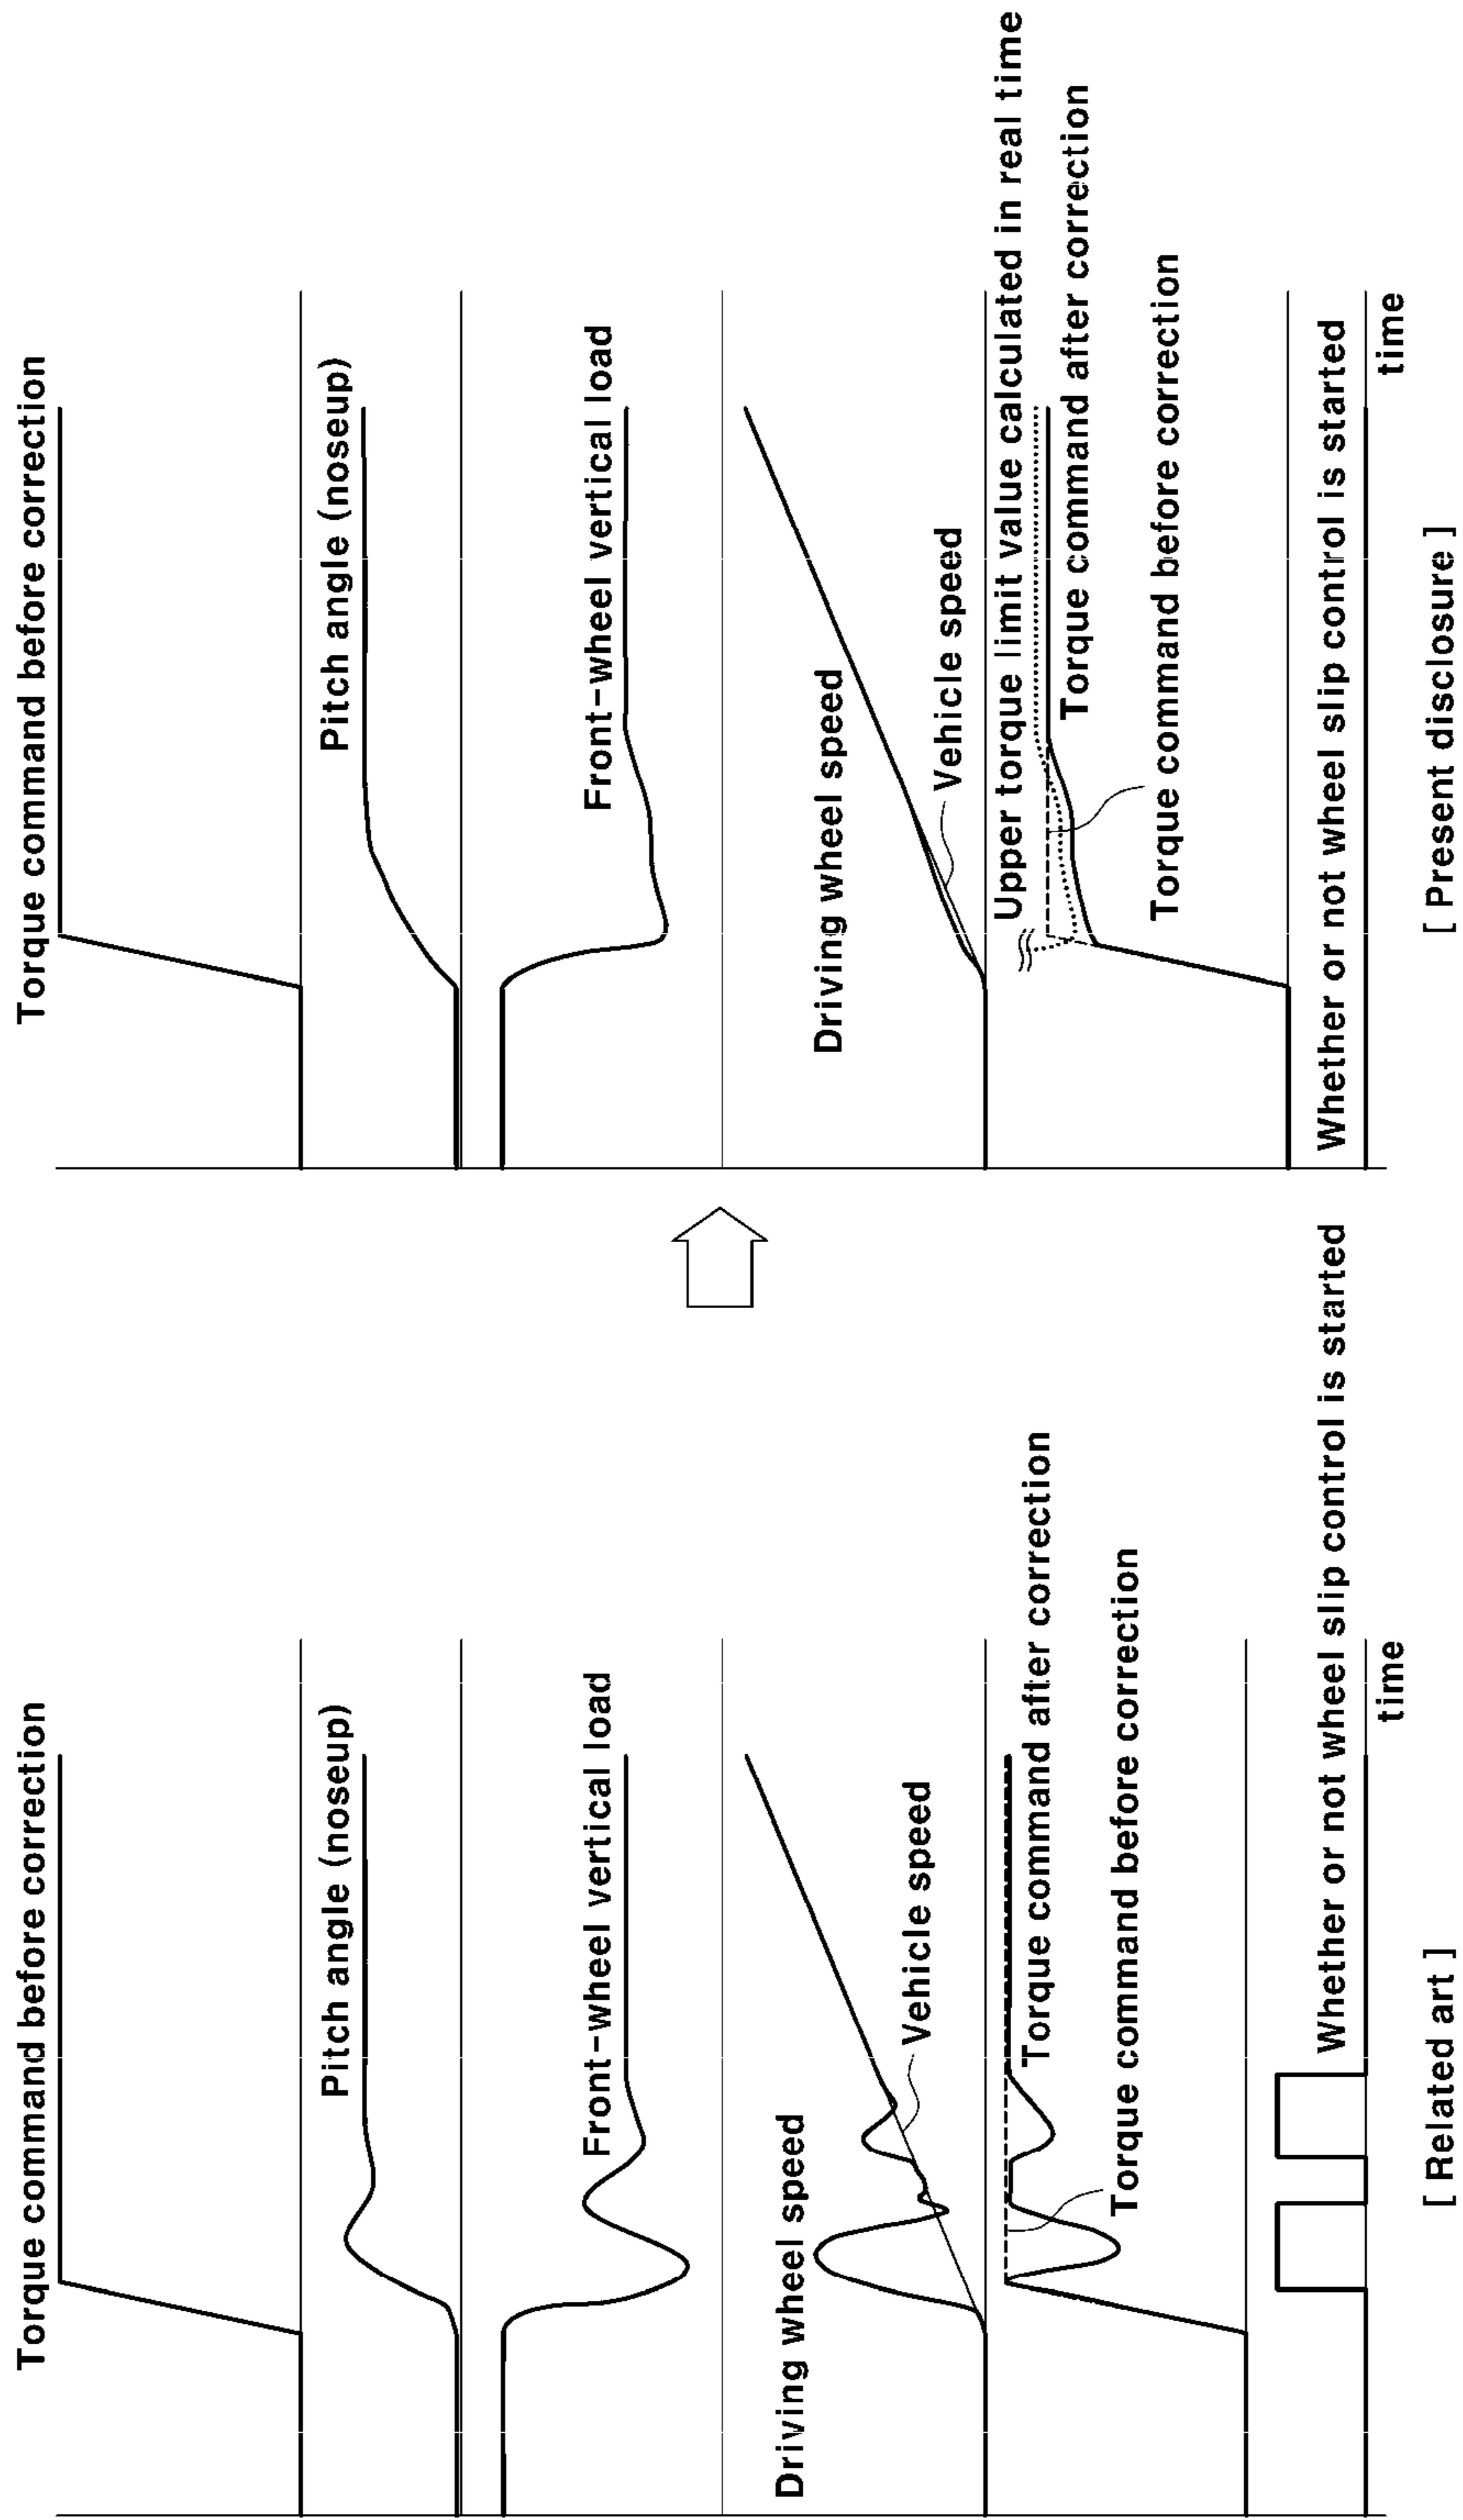 Torque command before correction
Pitch angle (noseup)
Front-wheel vertical load
Driving wheel speed
Vehicle speed
Torque command after correction
Torque command before correction
Whether or not wheel slip control is started
time
[ Related art ]
Torque command before correction
Pitch angle (noseup)
Front-wheel vertical load
Driving wheel speed
Vehicle speed
Upper torque limit value calculated in real time
Torque command after correction
Torque command before correction
Whether or not wheel slip control is started
time
[ Present disclosure ]